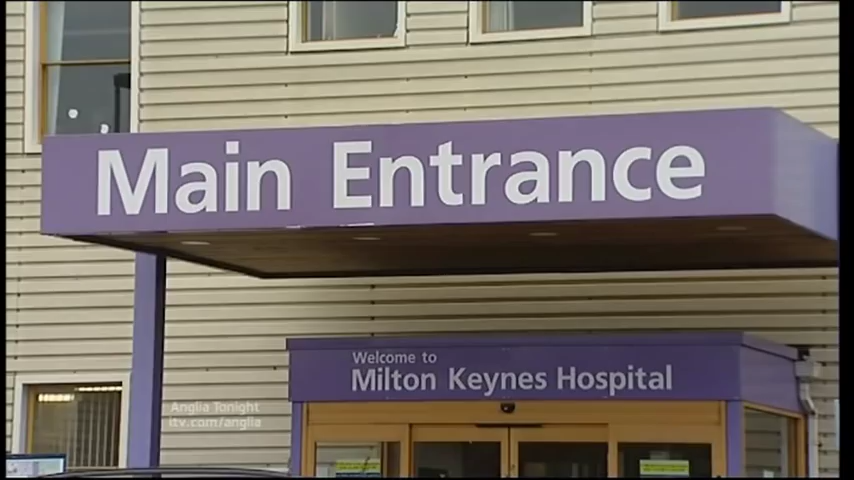 Main Entrance
Welcome to
Milton Keynes Hospital
Anglia Tonight
itv.com/anglia